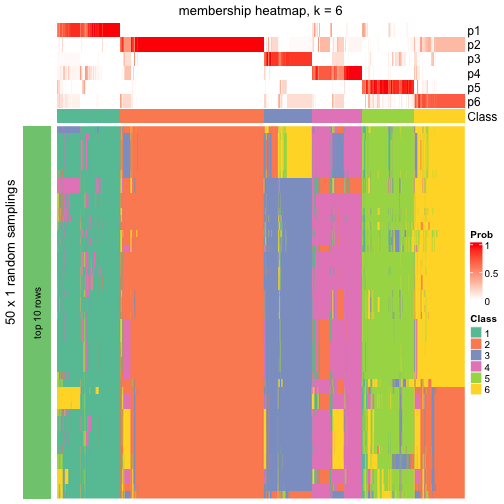 membership heatmap, k = 6
p1
p2
p3
p4
p5
p6
Class
50 x 1 random samplings
top 10 rows
Prob
1
0.5
0
Class
1
2
3
4
5
6